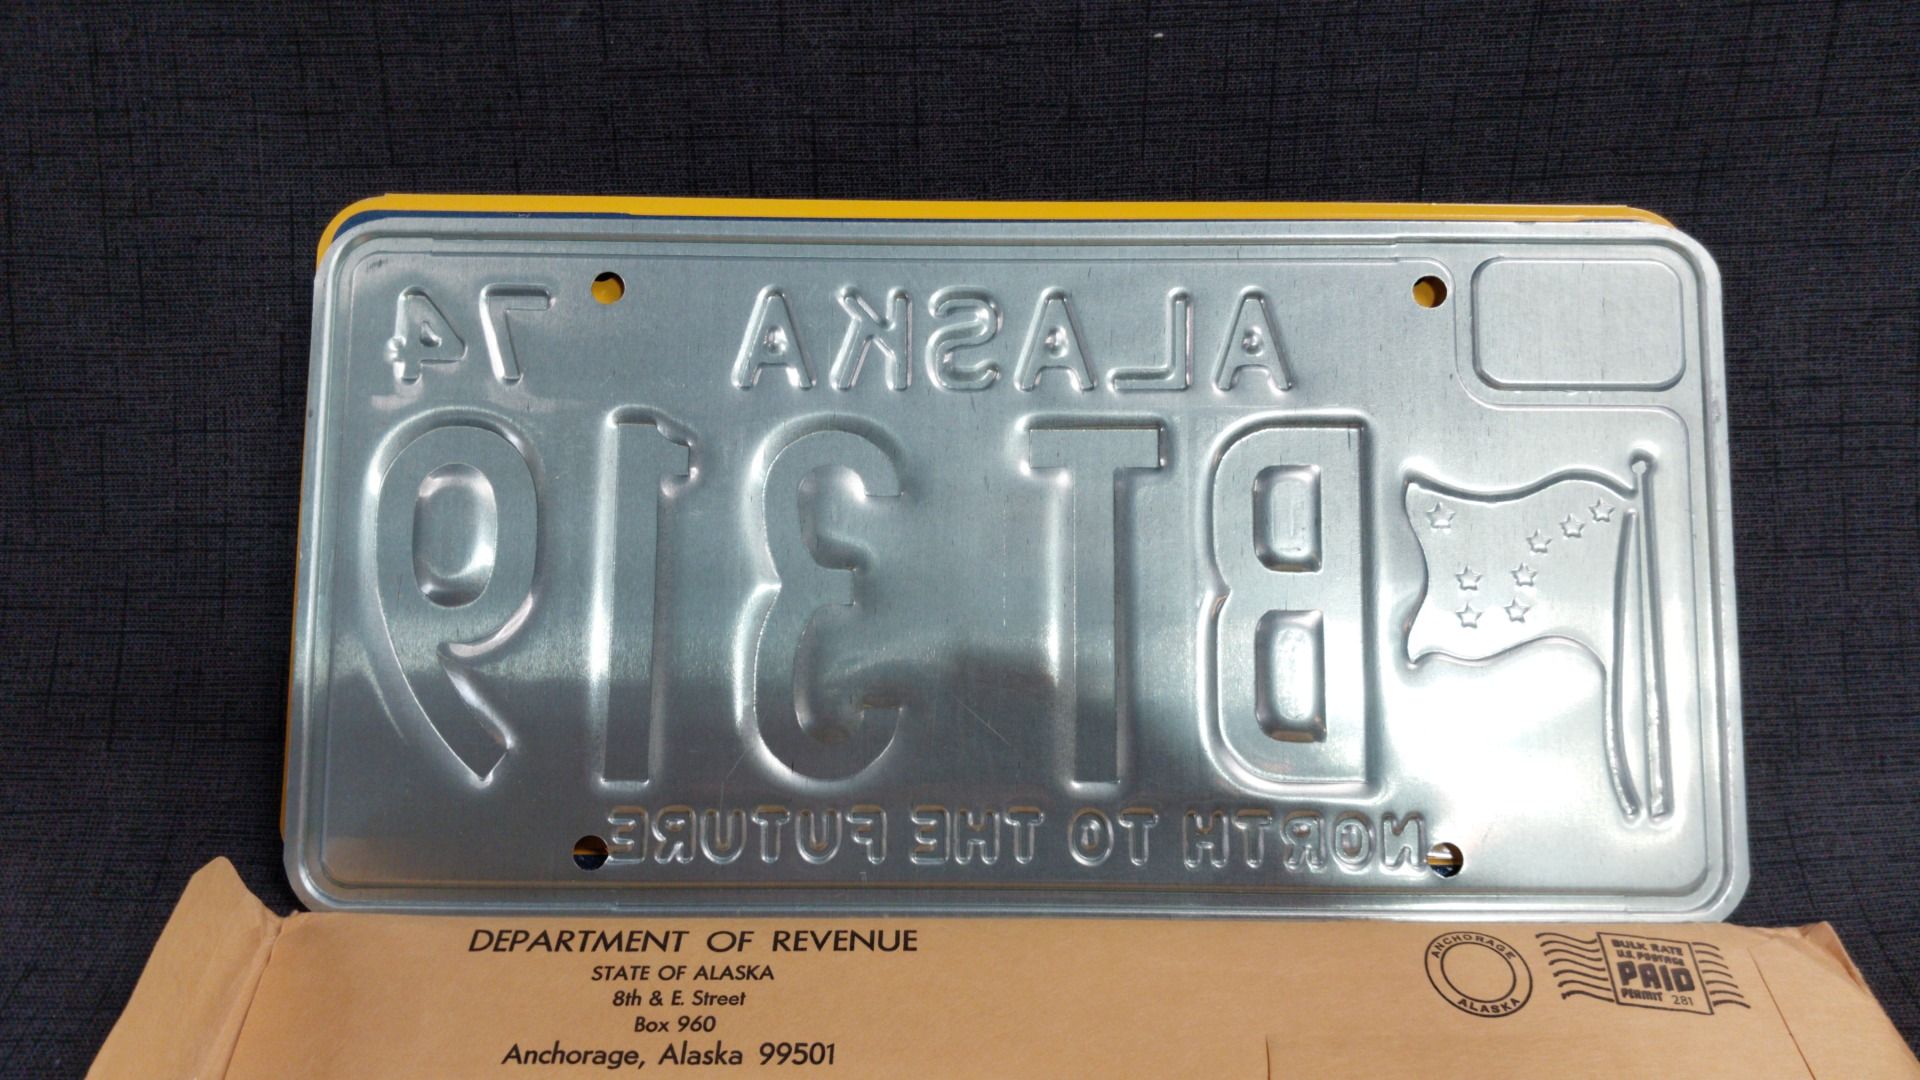 ALASKA 74
BT 319
NORTH TO THE FUTURE
DEPARTMENT OF REVENUE
STATE OF ALASKA
8th & E. Street
Box 960
Anchorage, Alaska 99501
ANCHORAGE
ALASKA
BULK RATE
U.S. POSTAGE
PAID
PERMIT 281